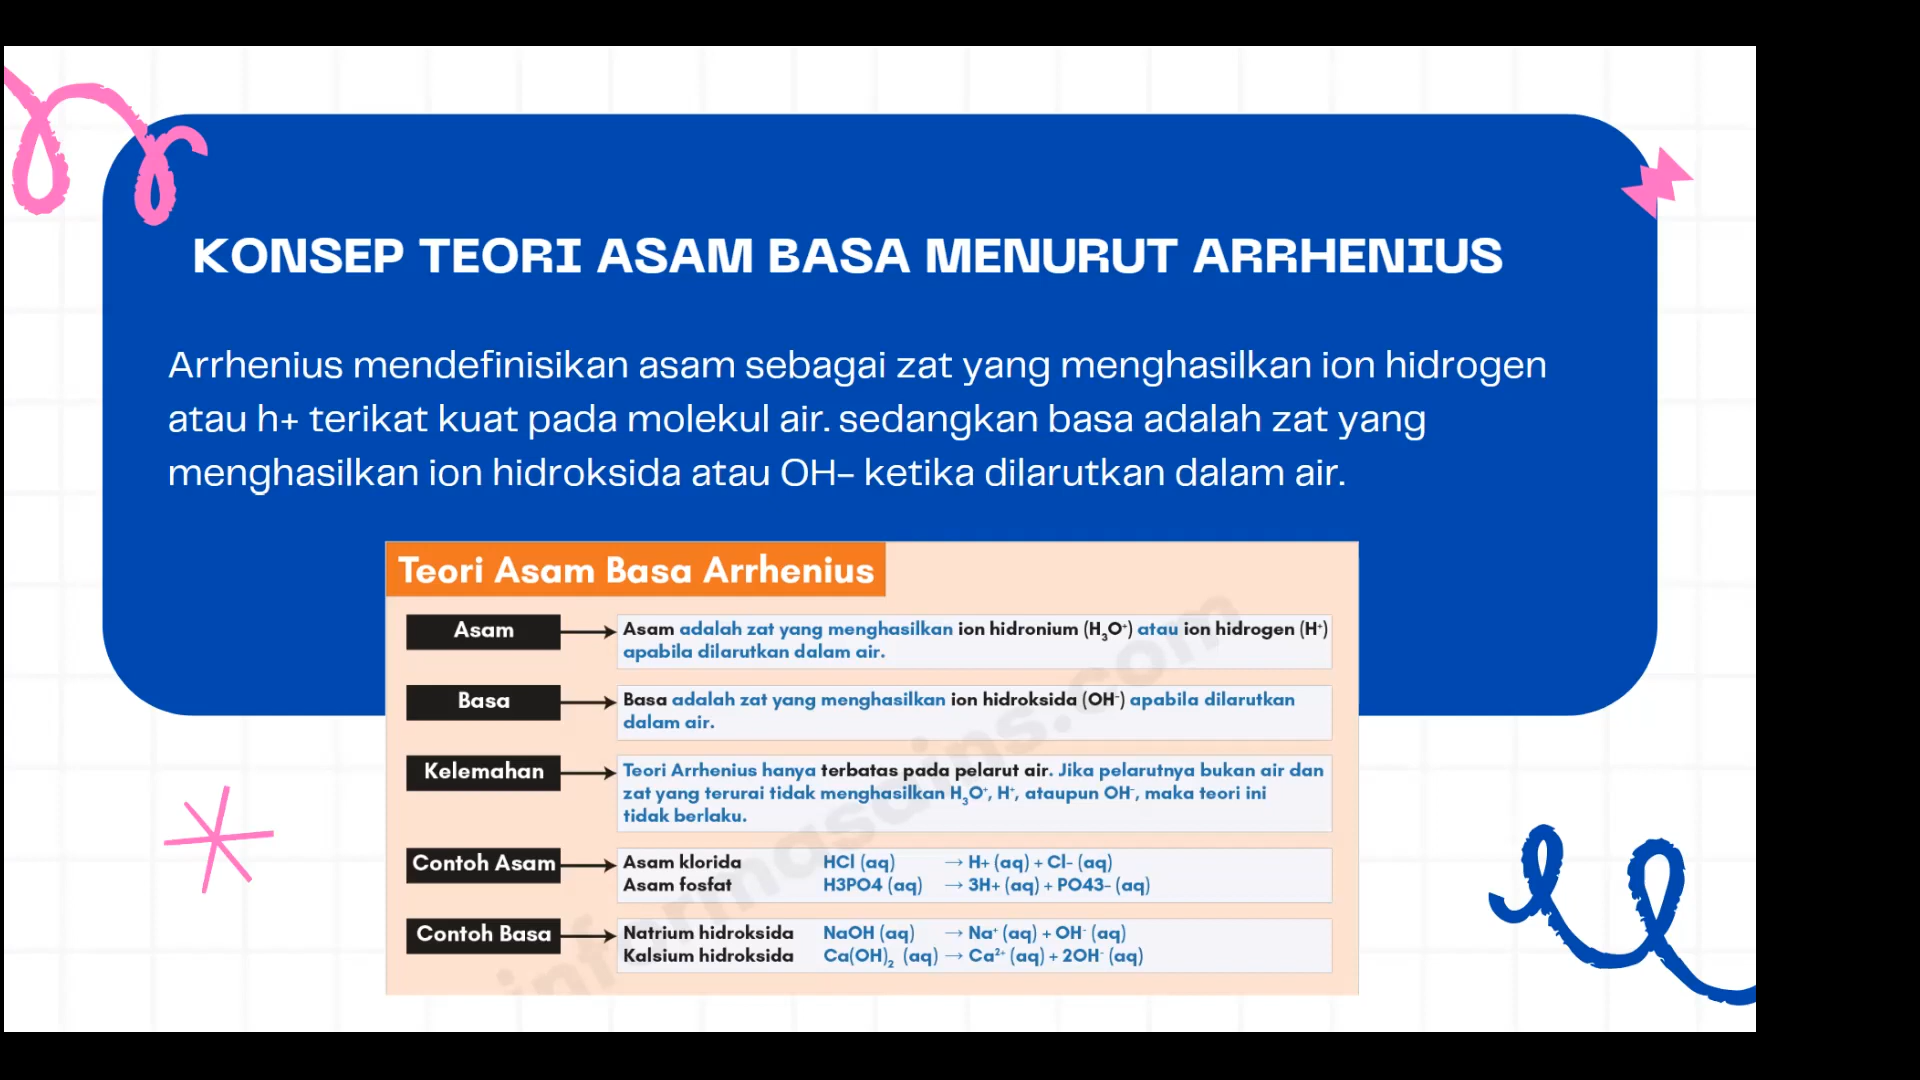 KONSEP TEORI ASAM BASA MENURUT ARRHENIUS
Arrhenius mendefinisikan asam sebagai zat yang menghasilkan ion hidrogen
atau h+ terikat kuat pada molekul air. sedangkan basa adalah zat yang
menghasilkan ion hidroksida atau OH– ketika dilarutkan dalam air.
Teori Asam Basa Arrhenius
Asam
Asam adalah zat yang menghasilkan ion hidronium (H₃O⁺) atau ion hidrogen (H⁺)
apabila dilarutkan dalam air.
Basa
Basa adalah zat yang menghasilkan ion hidroksida (OH⁻) apabila dilarutkan
dalam air.
Kelemahan
Teori Arrhenius hanya terbatas pada pelarut air. Jika pelarutnya bukan air dan
zat yang terurai tidak menghasilkan H₃O⁺, H⁺, ataupun OH⁻, maka teori ini
tidak berlaku.
Contoh Asam
Asam klorida HCl (aq) → H+ (aq) + Cl- (aq)
Asam fosfat H3PO4 (aq) → 3H+ (aq) + PO43- (aq)
Contoh Basa
Natrium hidroksida NaOH (aq) → Na⁺ (aq) + OH⁻ (aq)
Kalsium hidroksida Ca(OH)₂ (aq) → Ca²⁺ (aq) + 2OH⁻ (aq)
informasains.com